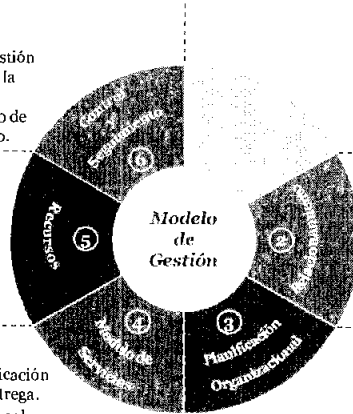 stión
la
o de
o.
Control
y
Seguimiento
6
2
Modelo
de
Gestión
Recursos
5
4
Modelo de
Servicios
3
Planificación
Organizacional
icación
trega.